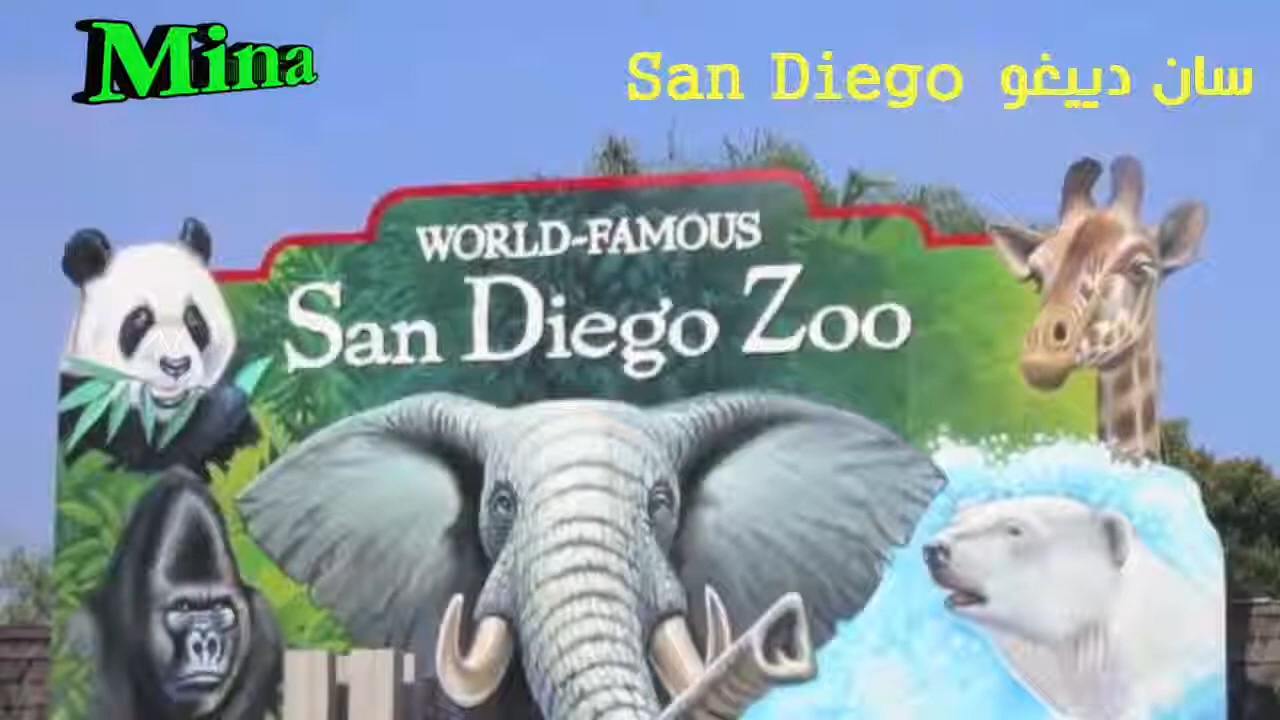 Mina
San Diego سان دييغو
WORLD-FAMOUS
San Diego Zoo